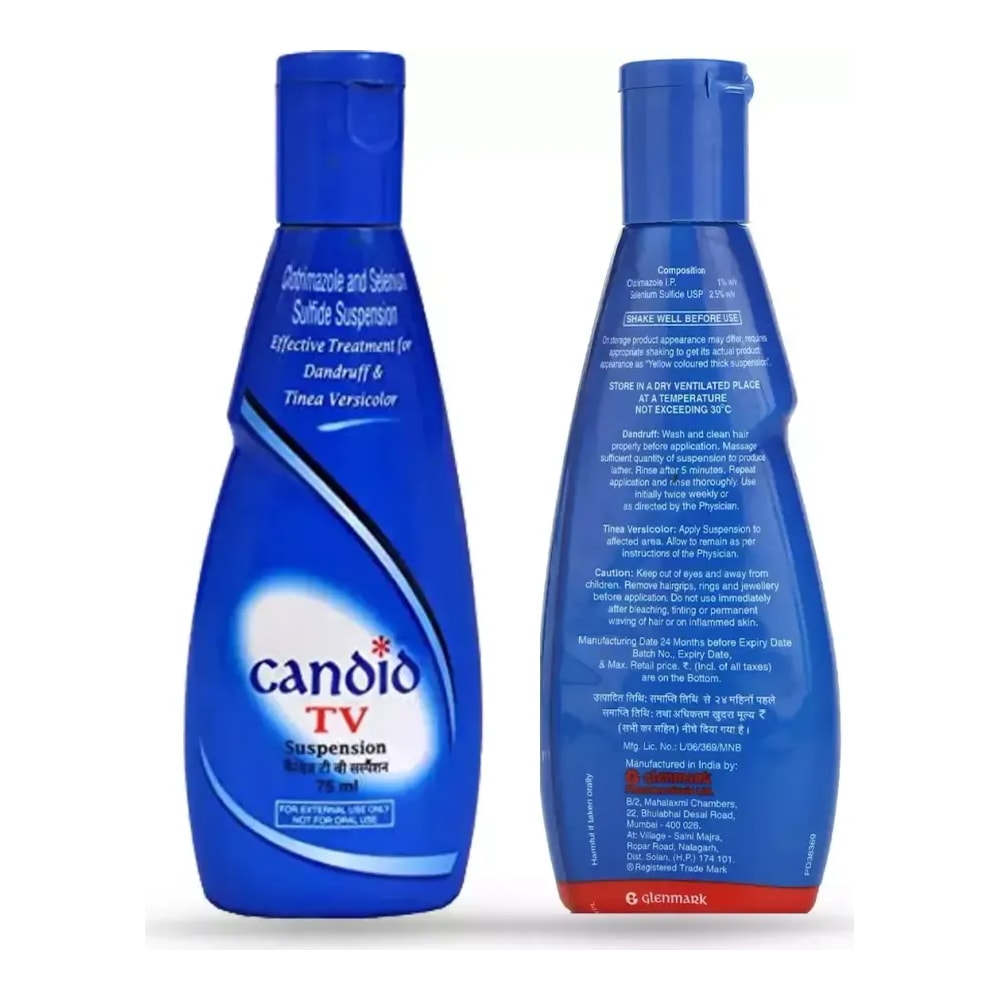 Clotrimazole and Selenium
Sulfide Suspension
Effective Treatment for
Dandruff &
Tinea Versicolor
Candid*
TV
Suspension
कैन्डिड टी वी सस्पेंशन
75 ml
FOR EXTERNAL USE ONLY
NOT FOR ORAL USE
Composition
Clotrimazole I.P. 1% w/v
Selenium Sulfide USP 2.5% w/v
SHAKE WELL BEFORE USE
On storage product appearance may differ, requires
appropriate shaking to get its actual product
appearance as "Yellow coloured thick suspension".
STORE IN A DRY VENTILATED PLACE
AT A TEMPERATURE
NOT EXCEEDING 30°C
Dandruff: Wash and clean hair
properly before application. Massage
sufficient quantity of suspension to produce
lather. Rinse after 5 minutes. Repeat
application and rinse thoroughly. Use
initially twice weekly or
as directed by the Physician.
Tinea Versicolor: Apply Suspension to
affected area. Allow to remain as per
instructions of the Physician.
Caution: Keep out of eyes and away from
children. Remove hairgrips, rings and jewellery
before application. Do not use immediately
after bleaching, tinting or permanent
waving of hair or on inflammed skin.
Manufacturing Date 24 Months before Expiry Date
Batch No., Expiry Date,
& Max. Retail price. ₹. (Incl. of all taxes)
are on the Bottom.
उत्पादित तिथि: समाप्ति तिथि से २४ महिनों पहले
समाप्ति तिथि: तथा अधिकतम खुदरा मूल्य ₹
(सभी कर सहित) नीचे दिया गया है।
Mfg. Lic. No.: L/06/369/MNB
Manufactured in India by:
glenmark
Pharmaceuticals Ltd.
B/2, Mahalaxmi Chambers,
22, Bhulabhai Desai Road,
Mumbai - 400 026.
At: Village - Saini Majra,
Ropar Road, Nalagarh,
Dist. Solan, (H.P.) 174 101.
® Registered Trade Mark
Harmful if taken orally
PD38369
glenmark